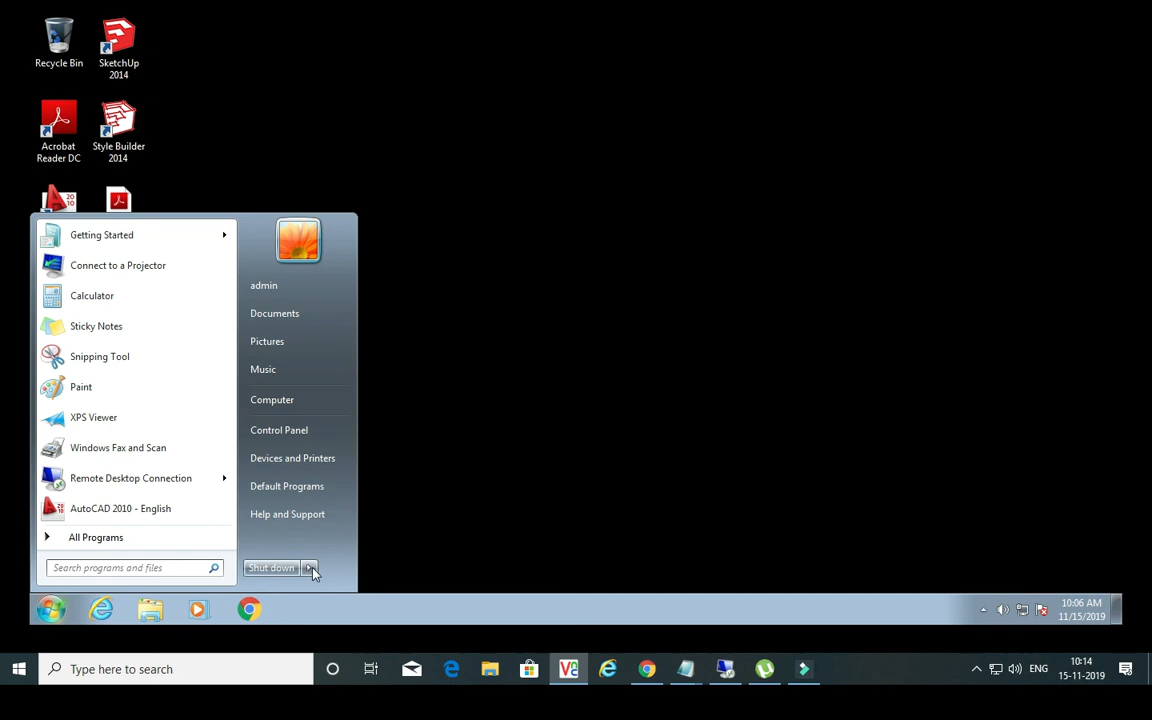 Recycle Bin
SketchUp
2014
Acrobat
Reader DC
Style Builder
2014
Getting Started
Connect to a Projector
Calculator
Sticky Notes
Snipping Tool
Paint
XPS Viewer
Windows Fax and Scan
Remote Desktop Connection
AutoCAD 2010 - English
All Programs
Search programs and files
admin
Documents
Pictures
Music
Computer
Control Panel
Devices and Printers
Default Programs
Help and Support
Shut down
10:06 AM
11/15/2019
Type here to search
ENG
10:14
15-11-2019